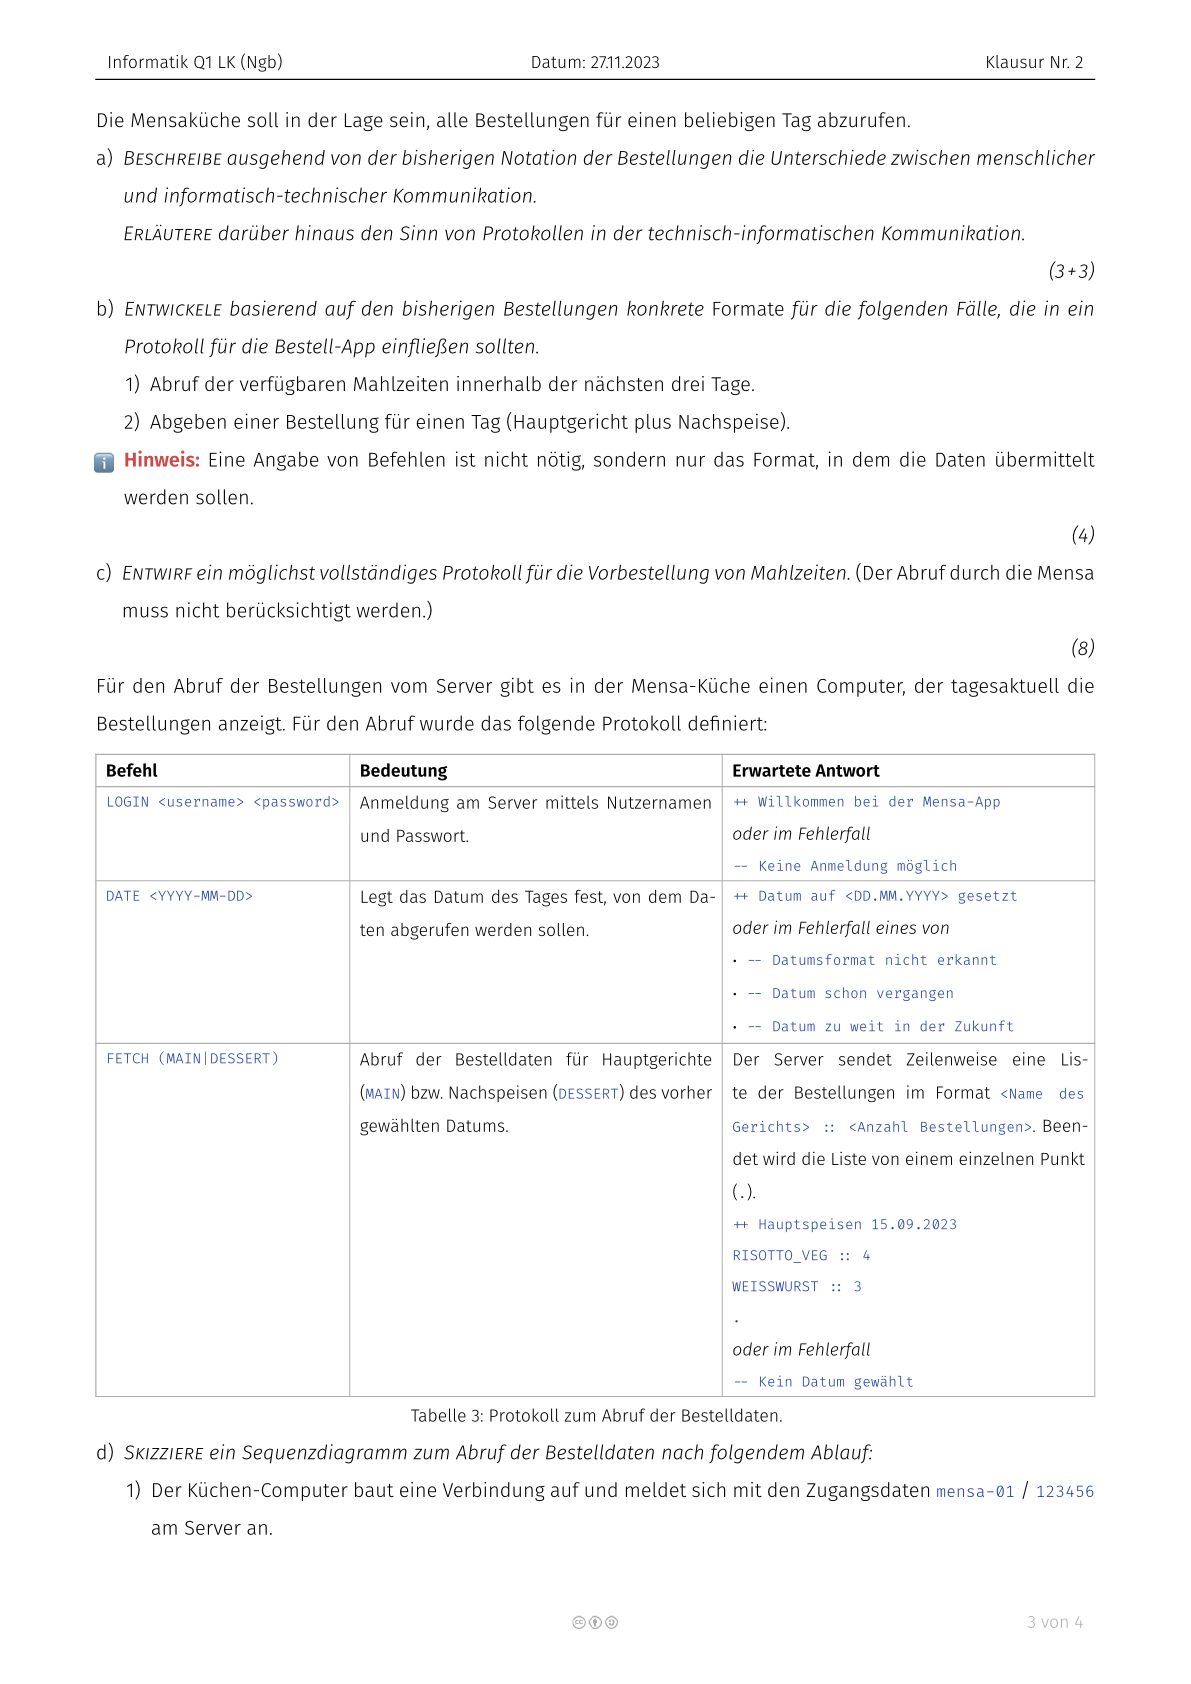 Informatik Q1 LK (Ngb) Datum: 27.11.2023 Klausur Nr. 2
Die Mensaküche soll in der Lage sein, alle Bestellungen für einen beliebigen Tag abzurufen.
a) BESCHREIBE ausgehend von der bisherigen Notation der Bestellungen die Unterschiede zwischen menschlicher
und informatisch-technischer Kommunikation.
ERLÄUTERE darüber hinaus den Sinn von Protokollen in der technisch-informatischen Kommunikation.
(3+3)
b) ENTWICKELE basierend auf den bisherigen Bestellungen konkrete Formate für die folgenden Fälle, die in ein
Protokoll für die Bestell-App einfließen sollten.
1) Abruf der verfügbaren Mahlzeiten innerhalb der nächsten drei Tage.
2) Abgeben einer Bestellung für einen Tag (Hauptgericht plus Nachspeise).
i Hinweis: Eine Angabe von Befehlen ist nicht nötig, sondern nur das Format, in dem die Daten übermittelt
werden sollen.
(4)
c) ENTWIRF ein möglichst vollständiges Protokoll für die Vorbestellung von Mahlzeiten. (Der Abruf durch die Mensa
muss nicht berücksichtigt werden.)
(8)
Für den Abruf der Bestellungen vom Server gibt es in der Mensa-Küche einen Computer, der tagesaktuell die
Bestellungen anzeigt. Für den Abruf wurde das folgende Protokoll definiert:
Befehl Bedeutung Erwartete Antwort
LOGIN <username> <password>
Anmeldung am Server mittels Nutzernamen
und Passwort.
++ Willkommen bei der Mensa-App
oder im Fehlerfall
-- Keine Anmeldung möglich
DATE <YYYY-MM-DD>
Legt das Datum des Tages fest, von dem Da-
ten abgerufen werden sollen.
++ Datum auf <DD.MM.YYYY> gesetzt
oder im Fehlerfall eines von
• -- Datumsformat nicht erkannt
• -- Datum schon vergangen
• -- Datum zu weit in der Zukunft
FETCH (MAIN|DESSERT)
Abruf der Bestelldaten für Hauptgerichte
(MAIN) bzw. Nachspeisen (DESSERT) des vorher
gewählten Datums.
Der Server sendet Zeilenweise eine Lis-
te der Bestellungen im Format <Name des
Gerichts> :: <Anzahl Bestellungen>. Been-
det wird die Liste von einem einzelnen Punkt
(.).
++ Hauptspeisen 15.09.2023
RISOTTO_VEG :: 4
WEISSWURST :: 3
.
oder im Fehlerfall
-- Kein Datum gewählt
Tabelle 3: Protokoll zum Abruf der Bestelldaten.
d) SKIZZIERE ein Sequenzdiagramm zum Abruf der Bestelldaten nach folgendem Ablauf:
1) Der Küchen-Computer baut eine Verbindung auf und meldet sich mit den Zugangsdaten mensa-01 / 123456
am Server an.
3 von 4